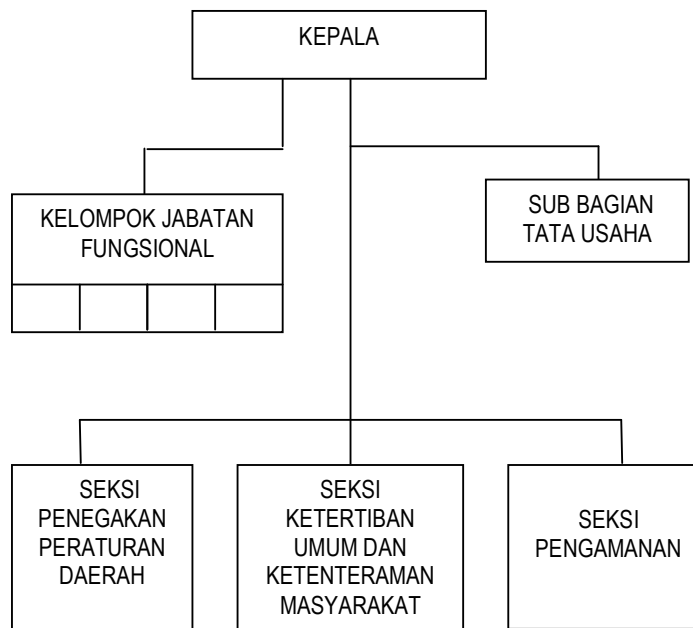 KEPALA
KELOMPOK JABATAN
FUNGSIONAL
SUB BAGIAN
TATA USAHA
SEKSI
PENEGAKAN
PERATURAN
DAERAH
SEKSI
KETERTIBAN
UMUM DAN
KETENTERAMAN
MASYARAKAT
SEKSI
PENGAMANAN